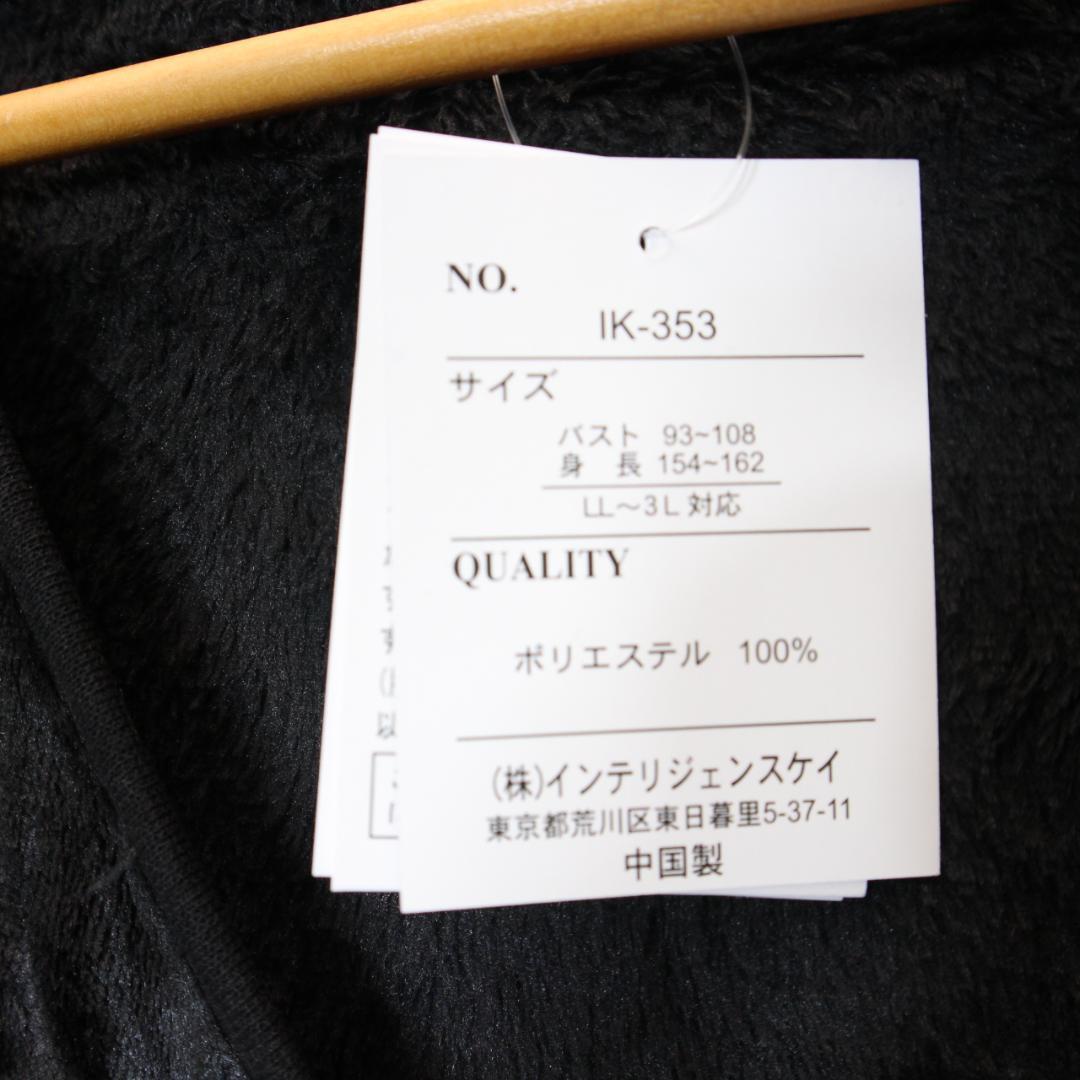 NO.
IK-353
サイズ
バスト 93~108
身 長 154~162
LL～3L 対応
QUALITY
ポリエステル 100%
(株)インテリジェンスケイ
東京都荒川区東日暮里5-37-11
中国製
す
以